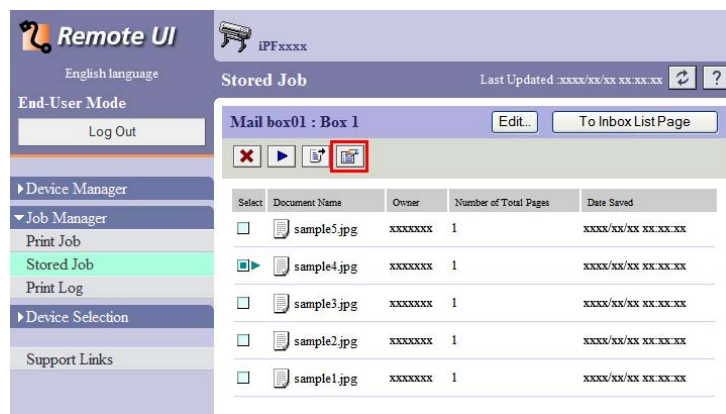 Remote UI
English language
End-User Mode
Log Out
Device Manager
Job Manager
Print Job
Stored Job
Print Log
Device Selection
Support Links
iPFxxxx
Stored Job Last Updated :xxxx/xx/xx xx:xx:xx ?
Mail box01 : Box 1 Edit... To Inbox List Page
Select Document Name Owner Number of Total Pages Date Saved
sample5.jpg xxxxxxx 1 xxxx/xx/xx xx:xx:xx
sample4.jpg xxxxxxx 1 xxxx/xx/xx xx:xx:xx
sample3.jpg xxxxxxx 1 xxxx/xx/xx xx:xx:xx
sample2.jpg xxxxxxx 1 xxxx/xx/xx xx:xx:xx
sample1.jpg xxxxxxx 1 xxxx/xx/xx xx:xx:xx